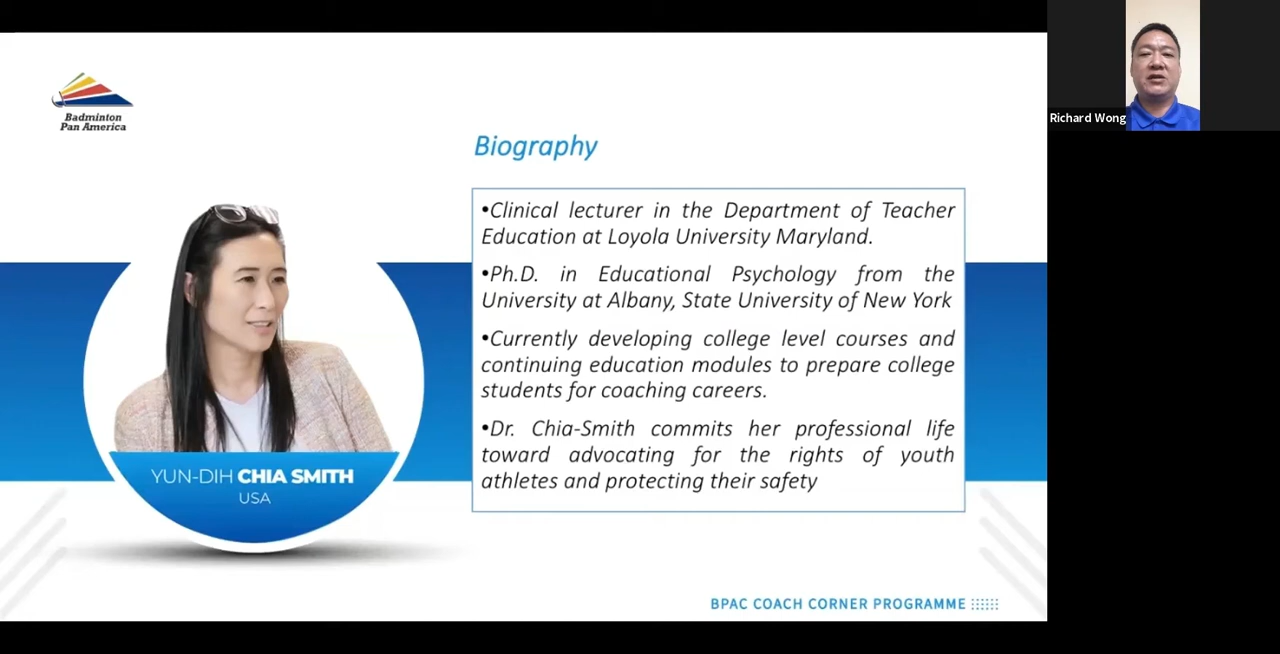 Badminton
Pan America
Biography
•Clinical lecturer in the Department of Teacher
Education at Loyola University Maryland.
•Ph.D. in Educational Psychology from the
University at Albany, State University of New York
•Currently developing college level courses and
continuing education modules to prepare college
students for coaching careers.
•Dr. Chia-Smith commits her professional life
toward advocating for the rights of youth
athletes and protecting their safety
YUN-DIH CHIA SMITH
USA
BPAC COACH CORNER PROGRAMME
Richard Wong